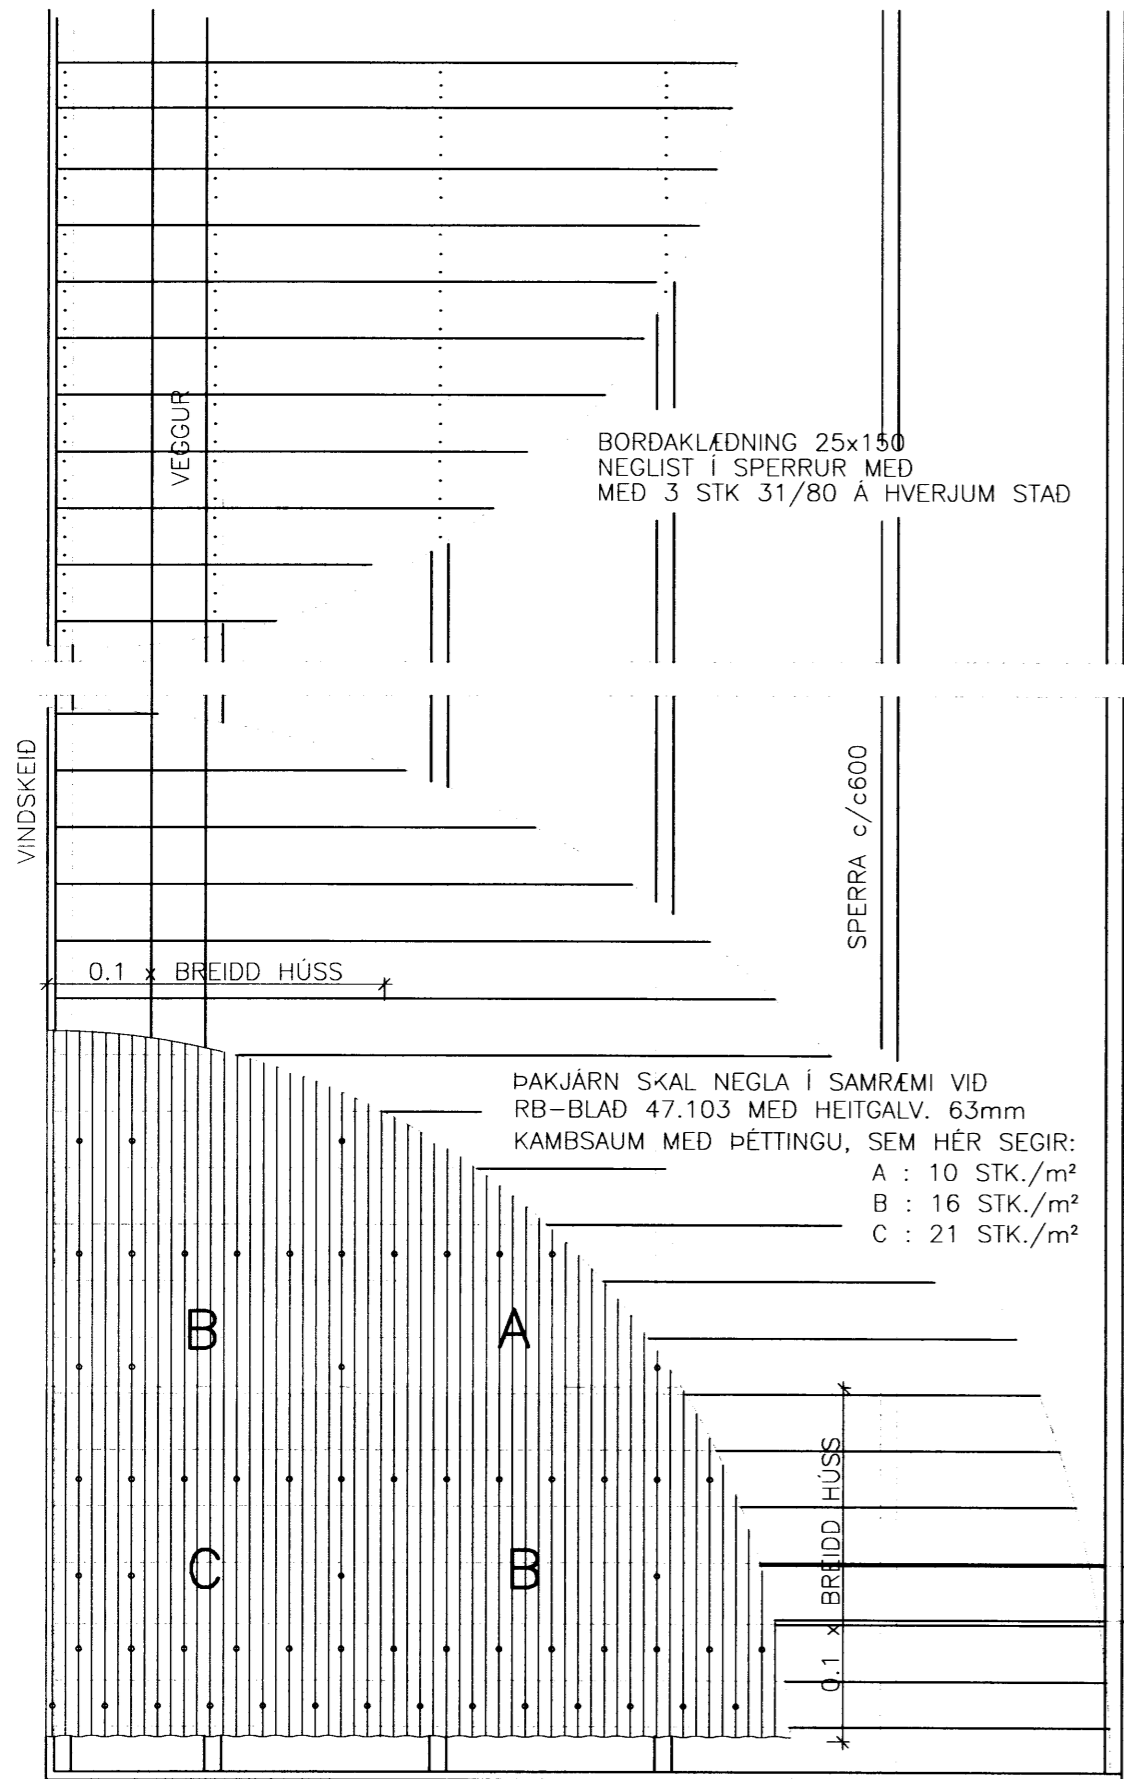 VEGGUR
BORÐAKLÆÐNING 25x150
NEGLIST Í SPERRUR MEÐ
MEÐ 3 STK 31/80 Á HVERJUM STAÐ
VINDSKEIÐ
SPERRA c/c600
0.1 x BREIDD HÚSS
ÞAKJÁRN SKAL NEGLA Í SAMRÆMI VIÐ
RB-BLAÐ 47.103 MEÐ HEITGALV. 63mm
KAMBSAUM MEÐ ÞÉTTINGU, SEM HÉR SEGIR:
A : 10 STK./m²
B : 16 STK./m²
C : 21 STK./m²
B A
0.1 x BREIDD HÚSS
C B